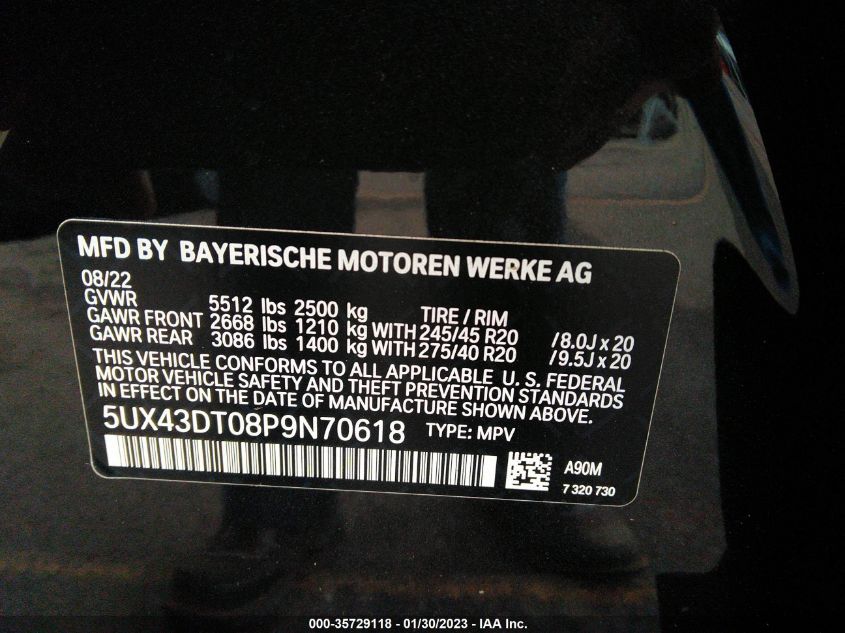 MFD BY BAYERISCHE MOTOREN WERKE AG
08/22
GVWR 5512 lbs 2500 kg TIRE / RIM
GAWR FRONT 2668 lbs 1210 kg WITH 245/45 R20 /8.0J x 20
GAWR REAR 3086 lbs 1400 kg WITH 275/40 R20 /9.5J x 20
THIS VEHICLE CONFORMS TO ALL APPLICABLE U. S. FEDERAL
MOTOR VEHICLE SAFETY AND THEFT PREVENTION STANDARDS
IN EFFECT ON THE DATE OF MANUFACTURE SHOWN ABOVE.
5UX43DT08P9N70618 TYPE: MPV
A90M
7 320 730
000-35729118 - 01/30/2023 - IAA Inc.